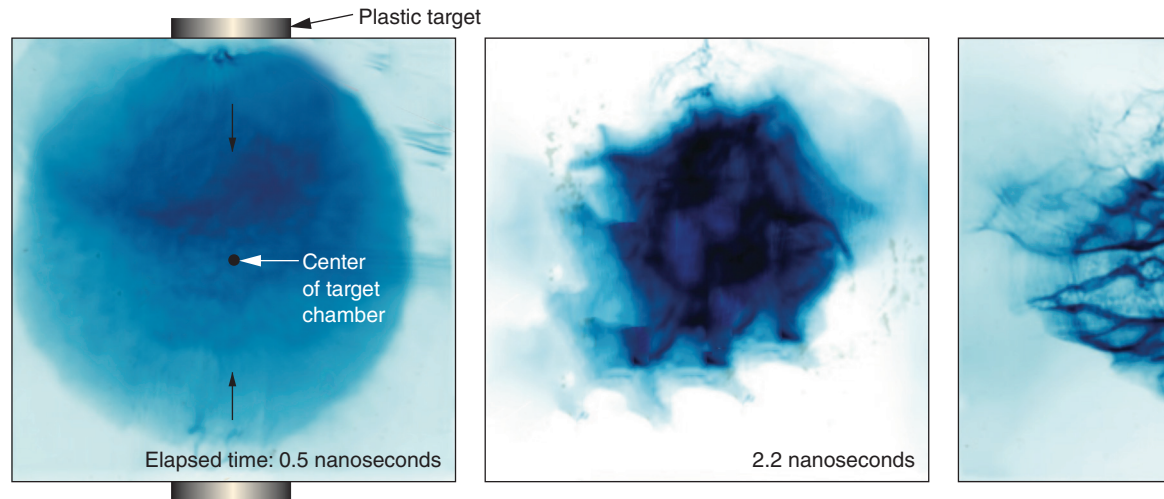 Plastic target
Center
of target
chamber
Elapsed time: 0.5 nanoseconds
2.2 nanoseconds